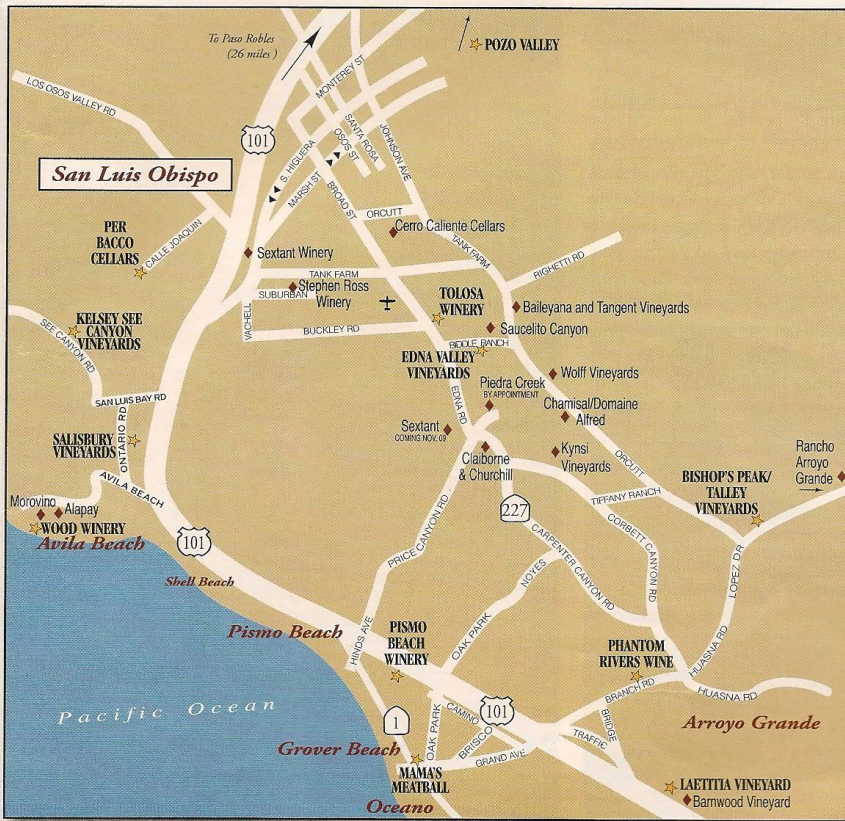 To Paso Robles
(26 miles)
POZO VALLEY
LOS OSOS VALLEY RD
MONTEREY ST
101
SANTA ROSA
OSOS ST
JOHNSON AVE
S. HIGUERA
MARSH ST
BROAD ST
San Luis Obispo
ORCUTT
PER
BACCO
CELLARS
CALLE JOAQUIN
Cerro Caliente Cellars
Sextant Winery
TANK FARM
RIGHETTI RD
TANK FARM
Stephen Ross
Winery
SUBURBAN
VACHELL
BUCKLEY RD
TOLOSA
WINERY
Baileyana and Tangent Vineyards
Saucelito Canyon
KELSEY SEE
CANYON
VINEYARDS
SEE CANYON RD
BIDDLE RANCH
EDNA VALLEY
VINEYARDS
Wolff Vineyards
Piedra Creek
BY APPOINTMENT
EDNA RD
SAN LUIS BAY RD
Chamisal/Domaine
Alfred
ONTARIO RD
SALISBURY
VINEYARDS
Sextant
COMING NOV. 09
Claiborne
& Churchill
Kynsi
Vineyards
ORCUTT
Rancho
Arroyo
Grande
BISHOP'S PEAK/
TALLEY
VINEYARDS
AVILA BEACH
TIFFANY RANCH
Morovino
Alapay
WOOD WINERY
Avila Beach
227
PRICE CANYON RD.
CORBETT CANYON RD
CARPENTER CANYON RD
101
LOPEZ DR
NOYES
Shell Beach
Pismo Beach
HINDS AVE
PISMO
BEACH
WINERY
OAK PARK
PHANTOM
RIVERS WINE
HUASNA RD
BRANCH RD
HUASNA RD
Pacific Ocean
1
OAK PARK
CAMINO
BRISCO
101
BRIDGE
TRAFFIC
Arroyo Grande
Grover Beach
GRAND AVE
MAMA'S
MEATBALL
Oceano
LAETITIA VINEYARD
Barnwood Vineyard